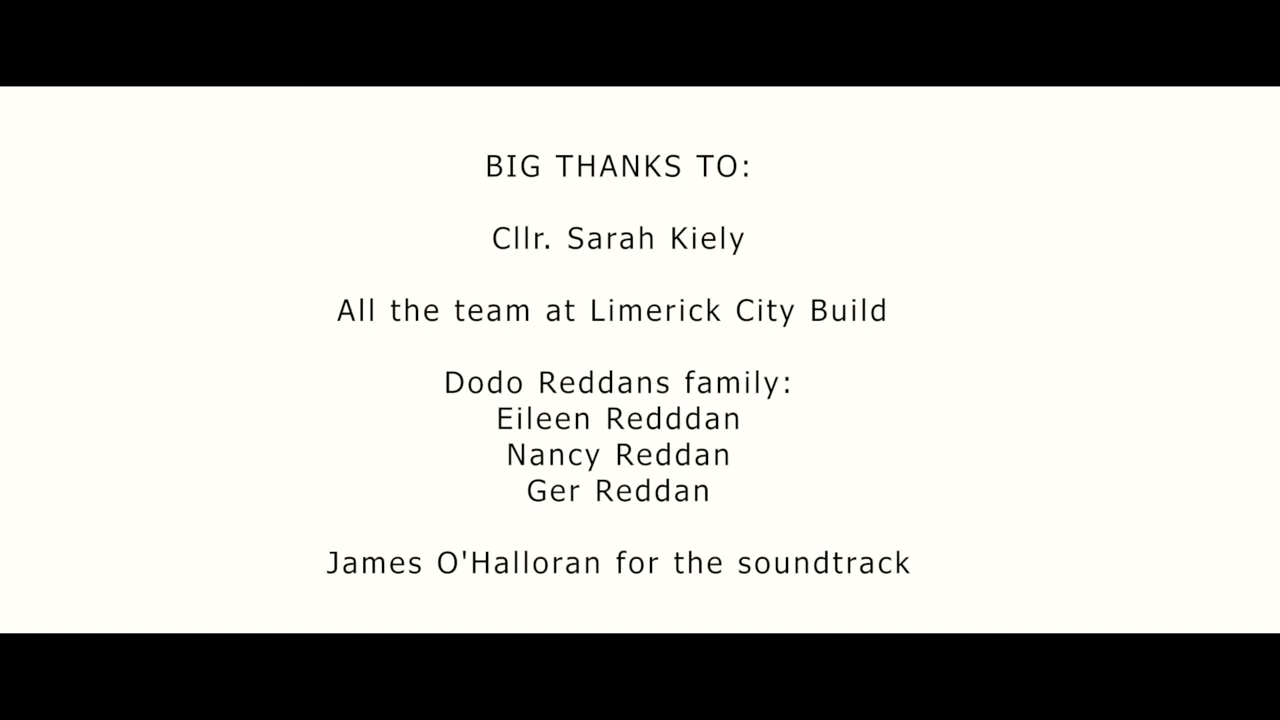 BIG THANKS TO:
Cllr. Sarah Kiely
All the team at Limerick City Build
Dodo Reddans family:
Eileen Redddan
Nancy Reddan
Ger Reddan
James O'Halloran for the soundtrack